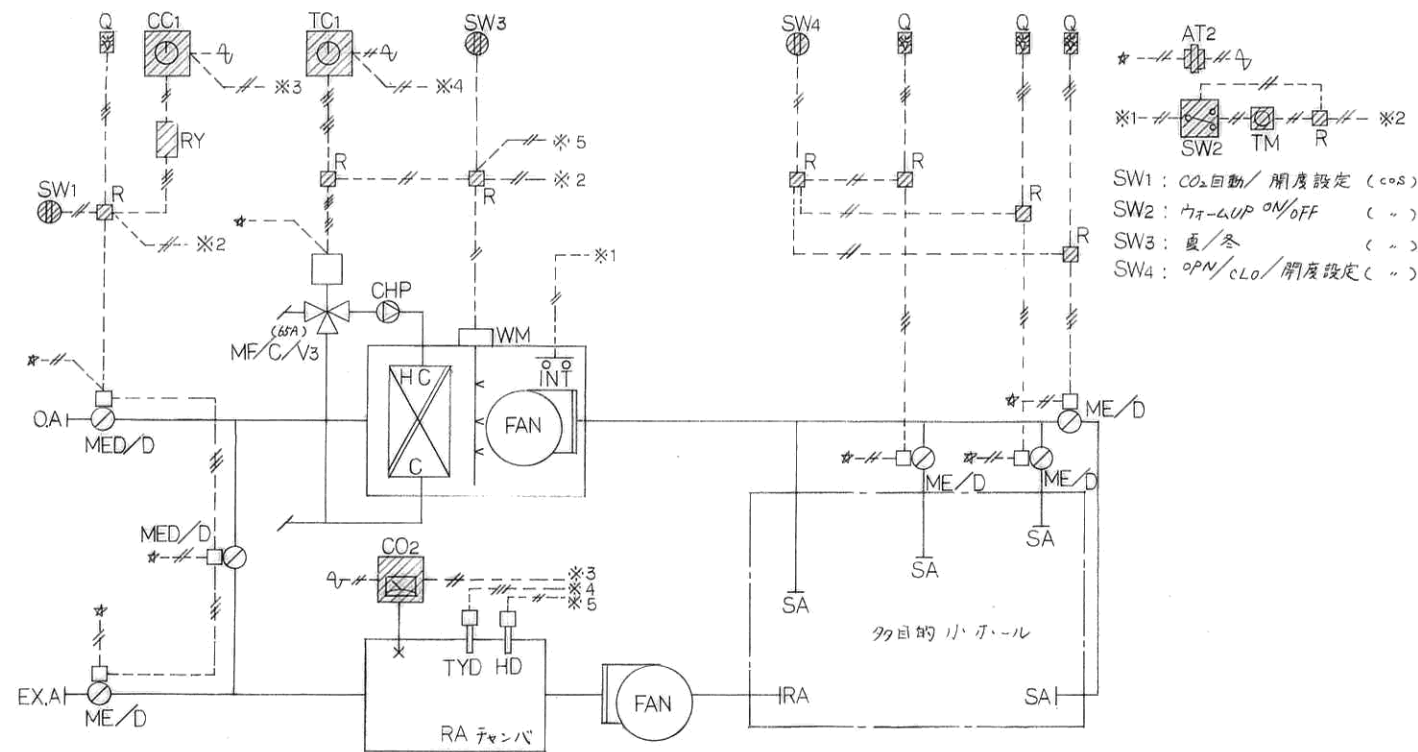 Q
CC1
TC1
SW3
SW4
Q
Q
Q
AT2
※3
※4
RY
※5
※1
SW2
TM
R
※2
R
R
※2
R
R
SW1
R
R
※2
R
SW1: CO2自動/開度設定 (COS)
SW2: ウォームUP ON/OFF ( 〃 )
SW3: 夏/冬 ( 〃 )
SW4: OPN/CLO/開度設定 ( 〃 )
※1
CHP
(65A)
MF/C/V3
WM
INT
HC
C
FAN
O.A
MED/D
ME/D
ME/D
ME/D
MED/D
CO2
SA
SA
SA
※3
※4
※5
多目的小ホール
TYD
HD
EX.A
ME/D
RA チャンバ
FAN
RA
SA